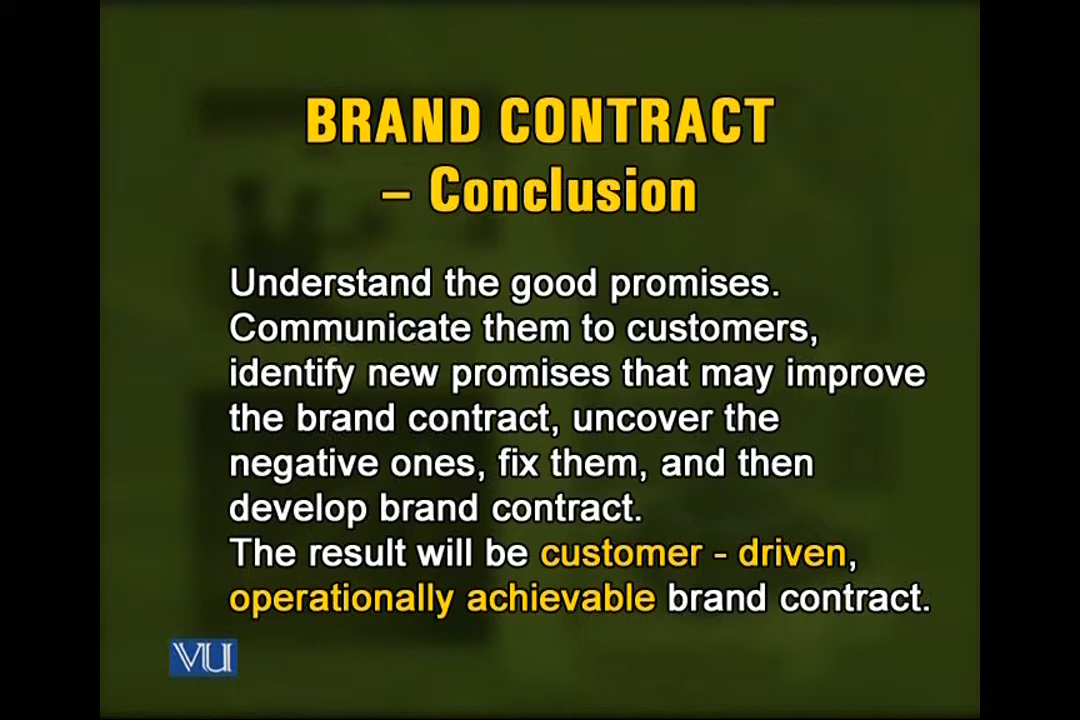 BRAND CONTRACT
– Conclusion
Understand the good promises.
Communicate them to customers,
identify new promises that may improve
the brand contract, uncover the
negative ones, fix them, and then
develop brand contract.
The result will be customer - driven,
operationally achievable brand contract.
VU